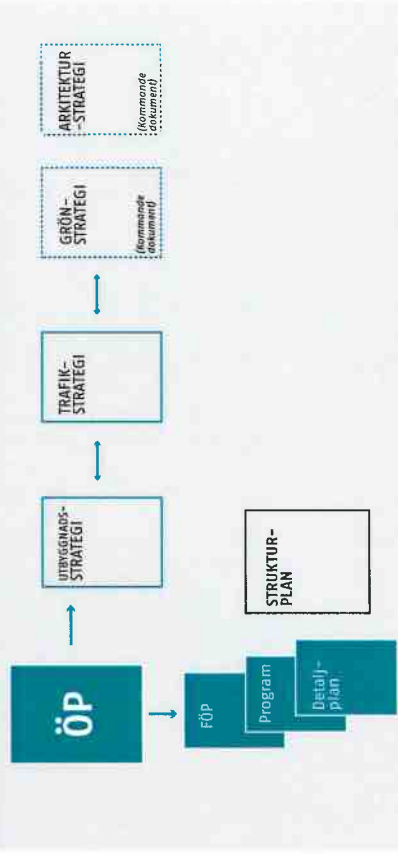 ÖP
UTBYGGNADS-
STRATEGI
TRAFIK-
STRATEGI
GRÖN-
STRATEGI
(Kommande
dokument)
ARKITEKTUR
-STRATEGI
(Kommande
dokument)
FÖP
Program
Detalj-
plan
STRUKTUR-
PLAN